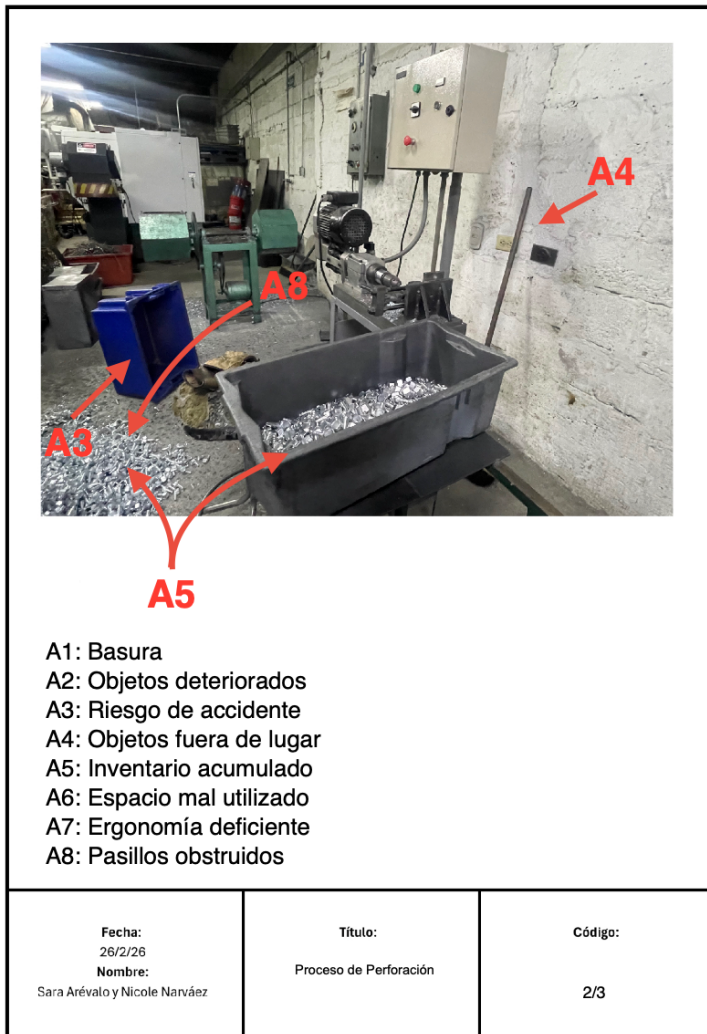 A4
A8
A3
A5
A1: Basura
A2: Objetos deteriorados
A3: Riesgo de accidente
A4: Objetos fuera de lugar
A5: Inventario acumulado
A6: Espacio mal utilizado
A7: Ergonomía deficiente
A8: Pasillos obstruidos
Fecha:
26/2/26
Nombre:
Sara Arévalo y Nicole Narváez
Título:
Proceso de Perforación
Código:
2/3